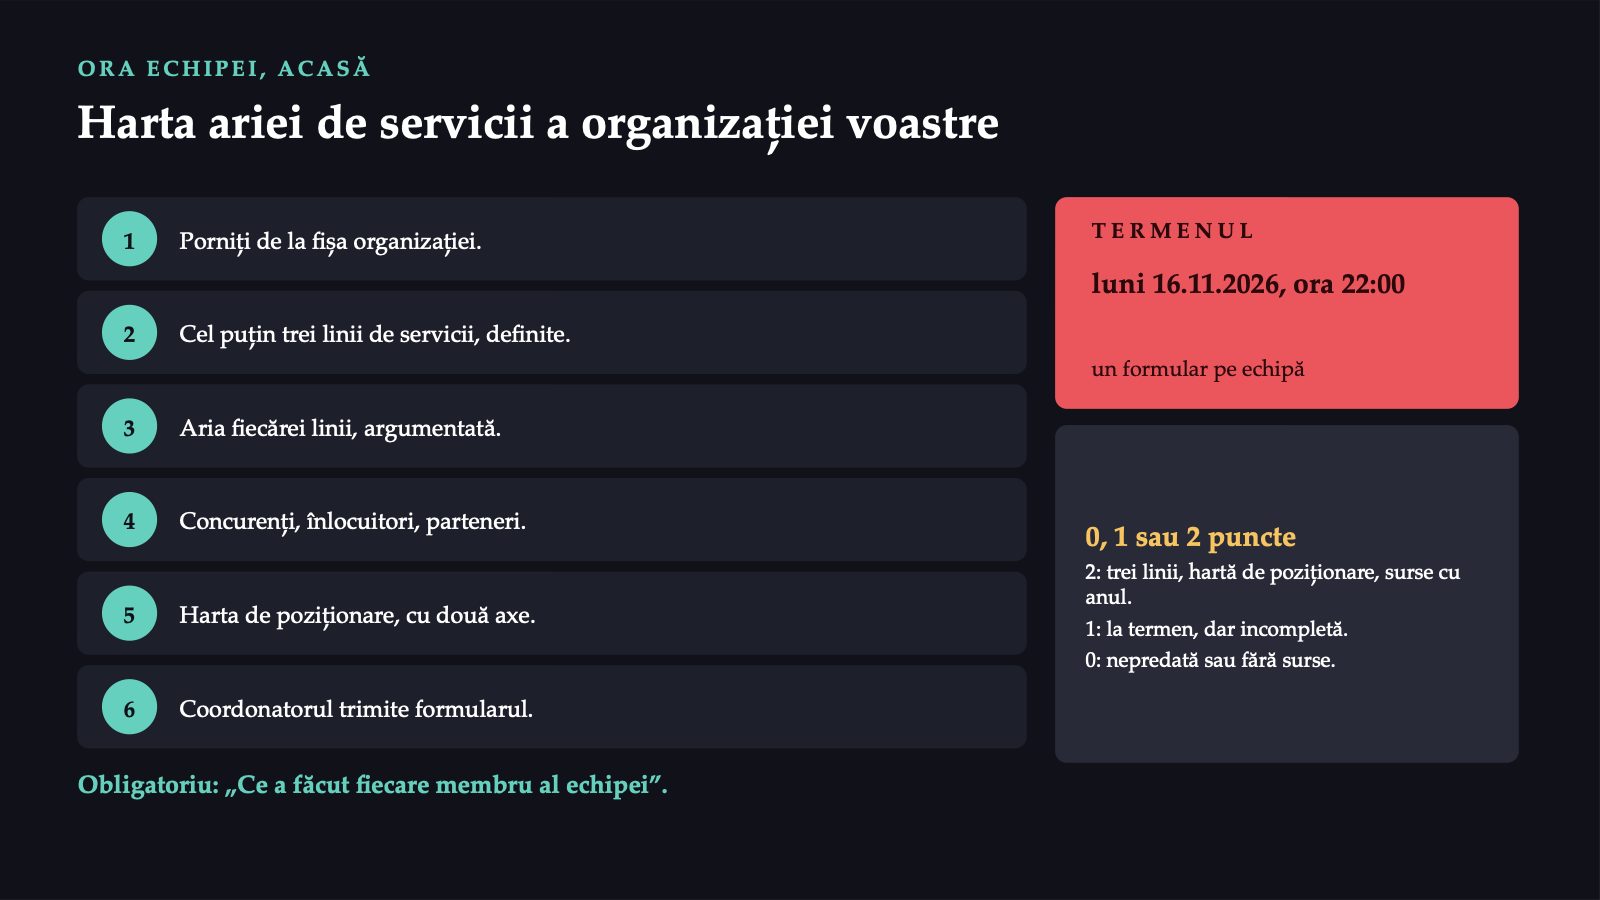 ORA ECHIPEI, ACASĂ
Harta ariei de servicii a organizației voastre
1 Porniți de la fișa organizației.
2 Cel puțin trei linii de servicii, definite.
3 Aria fiecărei linii, argumentată.
4 Concurenți, înlocuitori, parteneri.
5 Harta de poziționare, cu două axe.
6 Coordonatorul trimite formularul.
Obligatoriu: „Ce a făcut fiecare membru al echipei”.
TERMENUL
luni 16.11.2026, ora 22:00
un formular pe echipă
0, 1 sau 2 puncte
2: trei linii, hartă de poziționare, surse cu
anul.
1: la termen, dar incompletă.
0: nepredată sau fără surse.